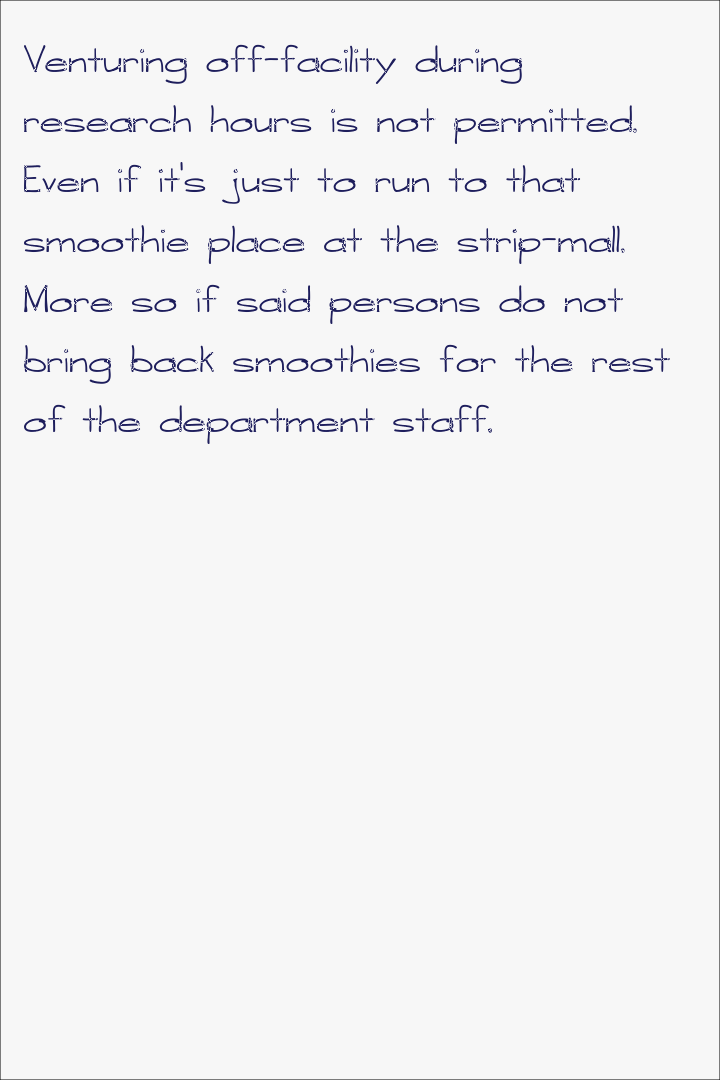 Venturing off-facility during
research hours is not permitted.
Even if it's just to run to that
smoothie place at the strip-mall.
More so if said persons do not
bring back smoothies for the rest
of the department staff.